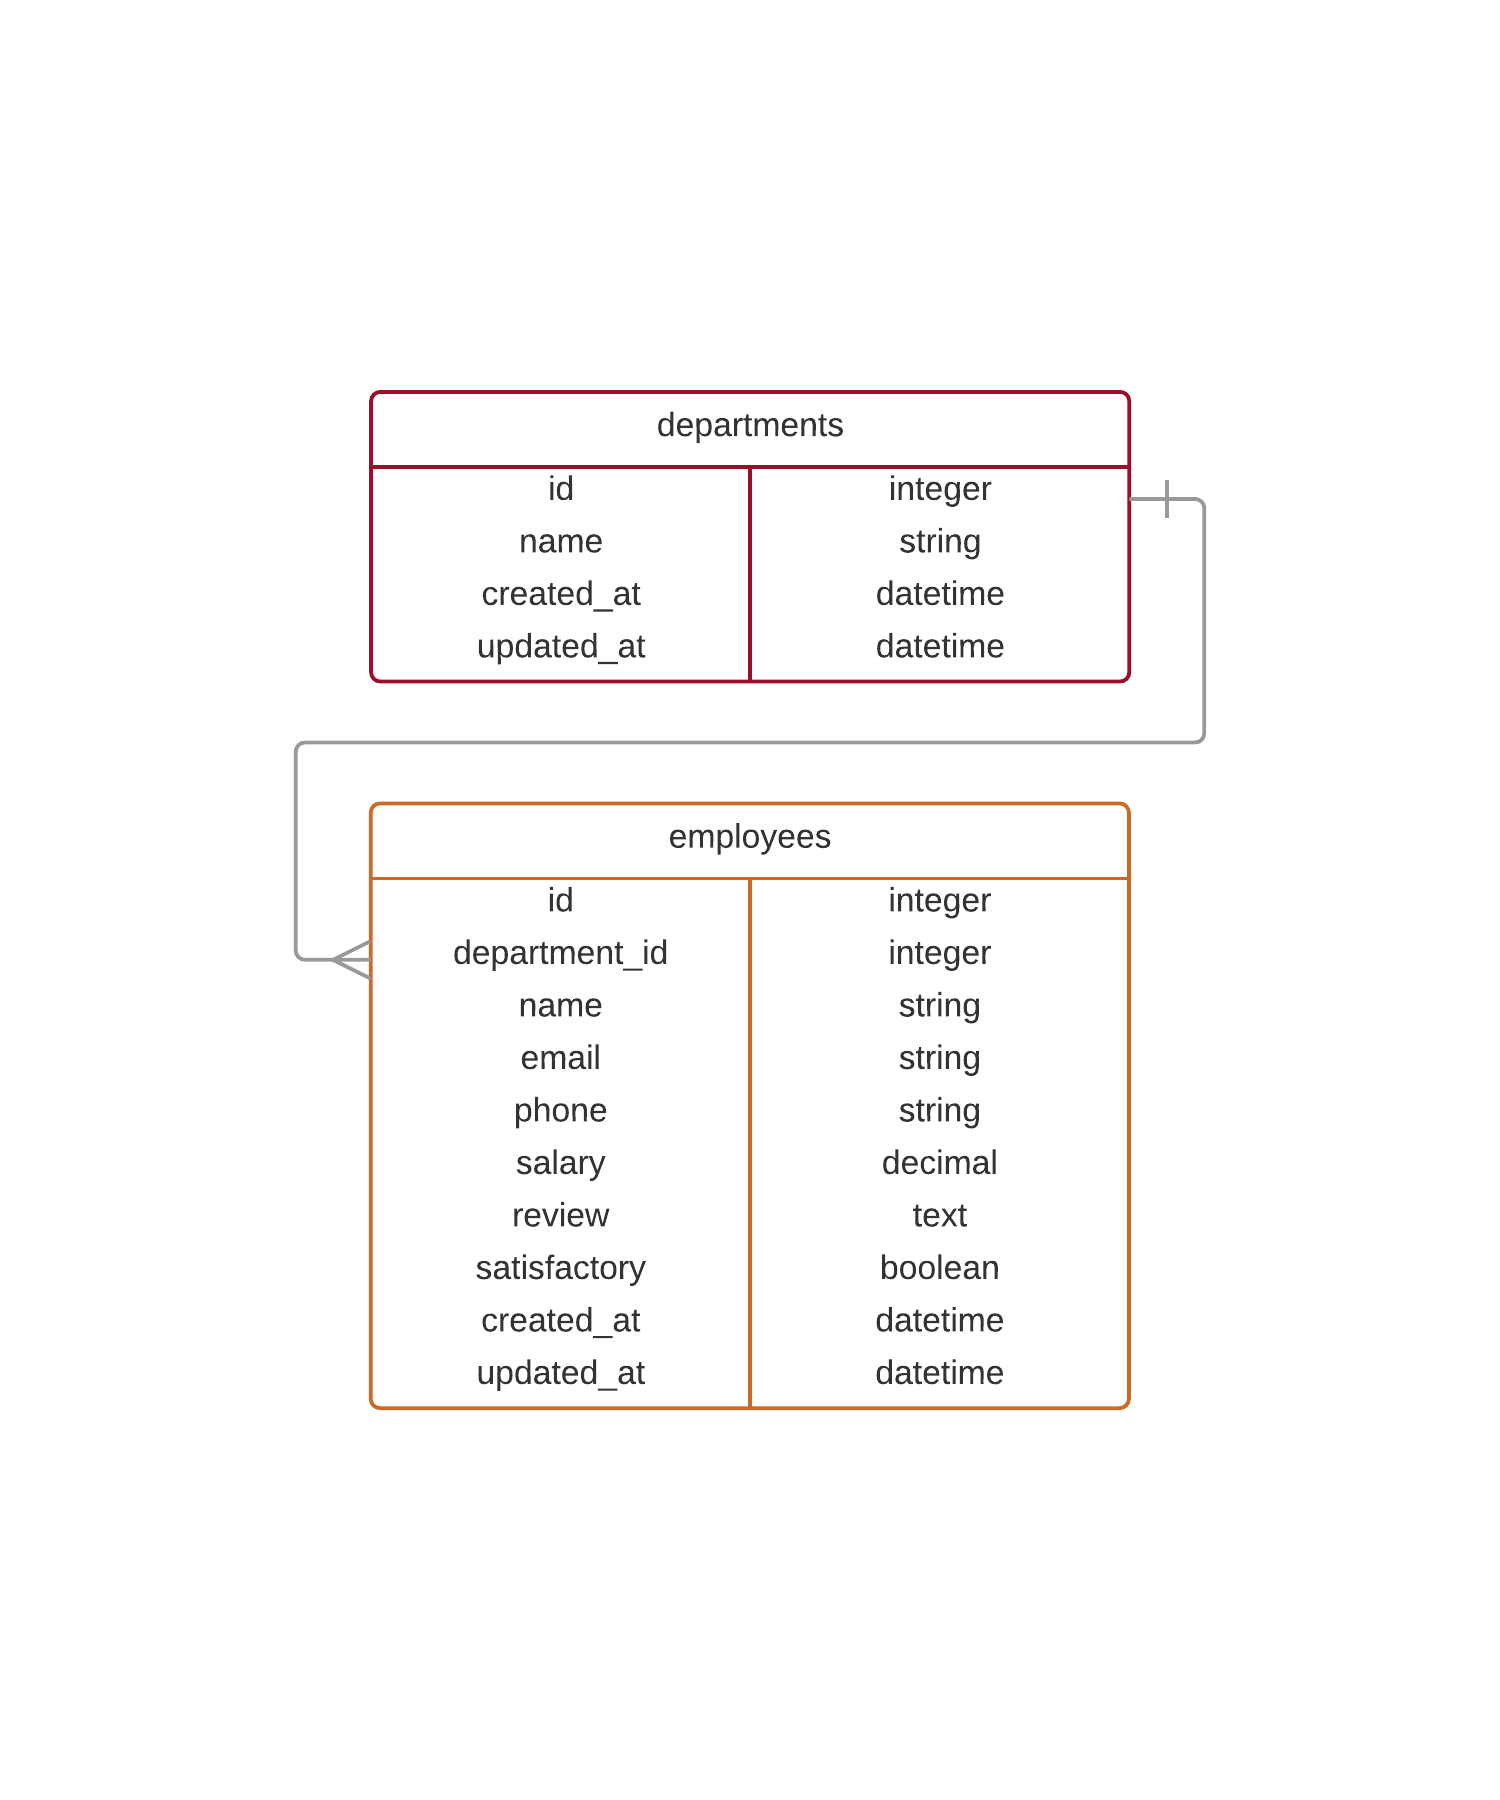 departments
id integer
name string
created_at datetime
updated_at datetime
employees
id integer
department_id integer
name string
email string
phone string
salary decimal
review text
satisfactory boolean
created_at datetime
updated_at datetime